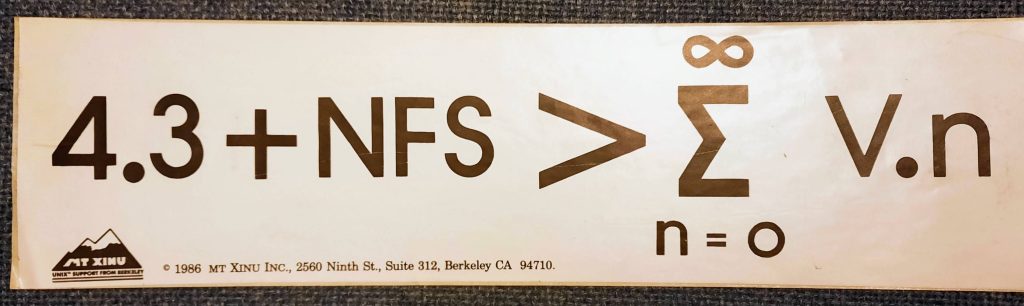 ∞
4.3 + NFS > Σ V.n
n = 0
MT XINU
UNIX™ SUPPORT FROM BERKELEY
© 1986 MT XINU INC., 2560 Ninth St., Suite 312, Berkeley CA 94710.